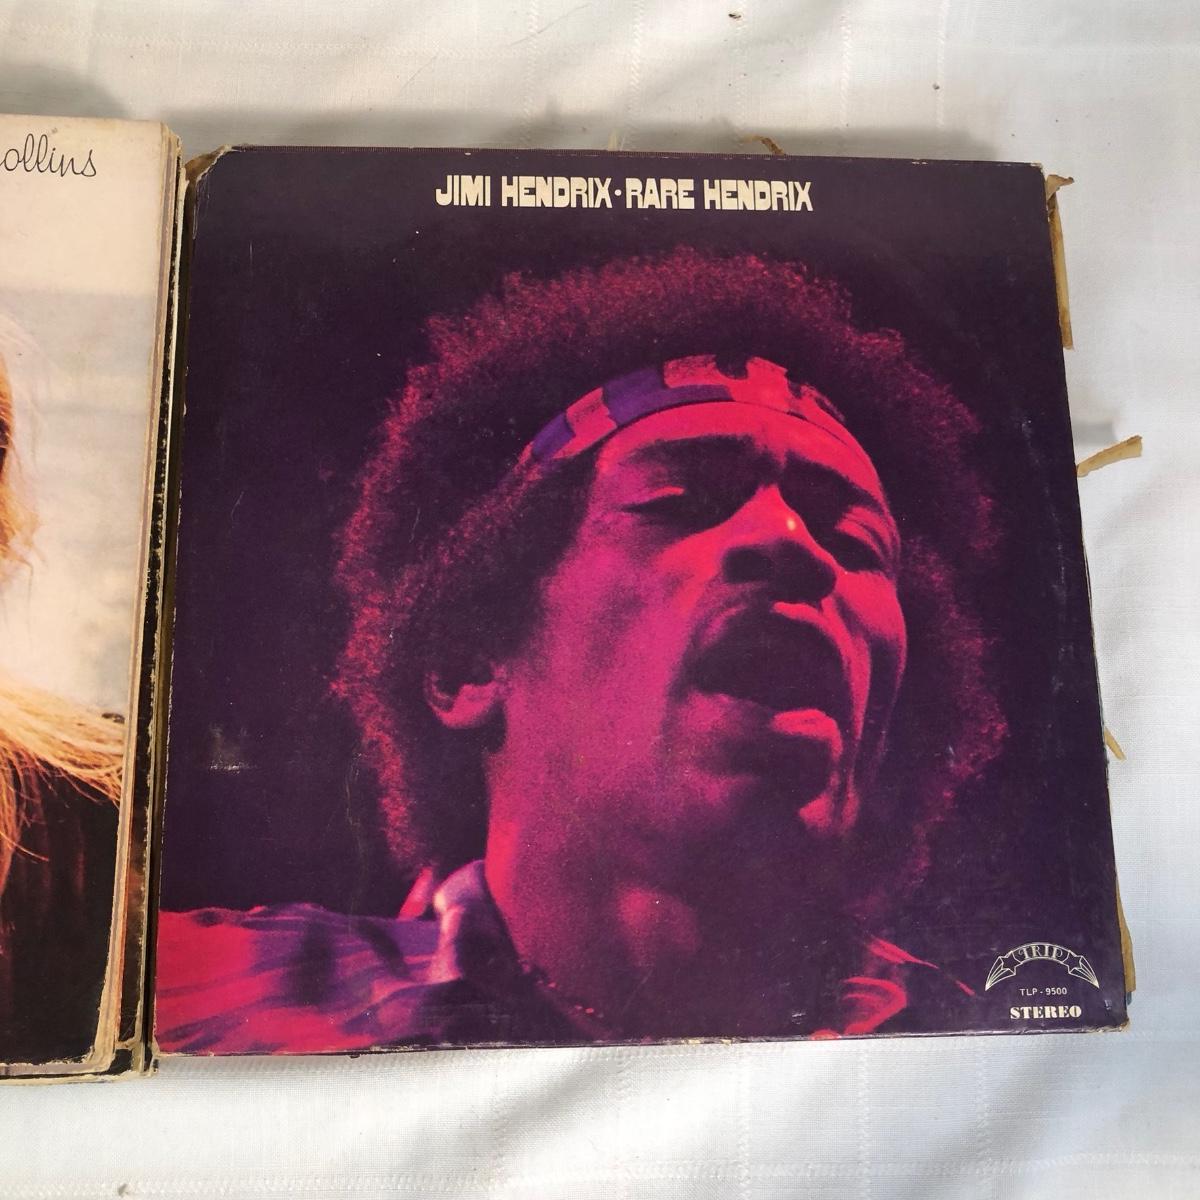 ollins
JIMI HENDRIX·RARE HENDRIX
TRIP
TLP-9500
STEREO